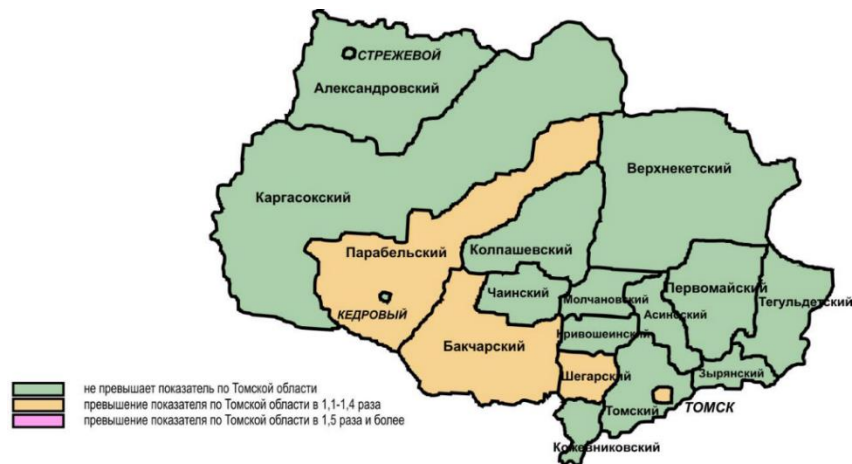 СТРЕЖЕВОЙ
Александровский
Верхнекетский
Каргасокский
Парабельский
Колпашевский
Чаинский
Молчановский
Первомайский
Тегульдетский
КЕДРОВЫЙ
Асиновский
Кривошеинский
Бакчарский
Шегарский
Зырянский
Томский
ТОМСК
Кожевниковский
не превышает показатель по Томской области
превышение показателя по Томской области в 1,1-1,4 раза
превышение показателя по Томской области в 1,5 раза и более